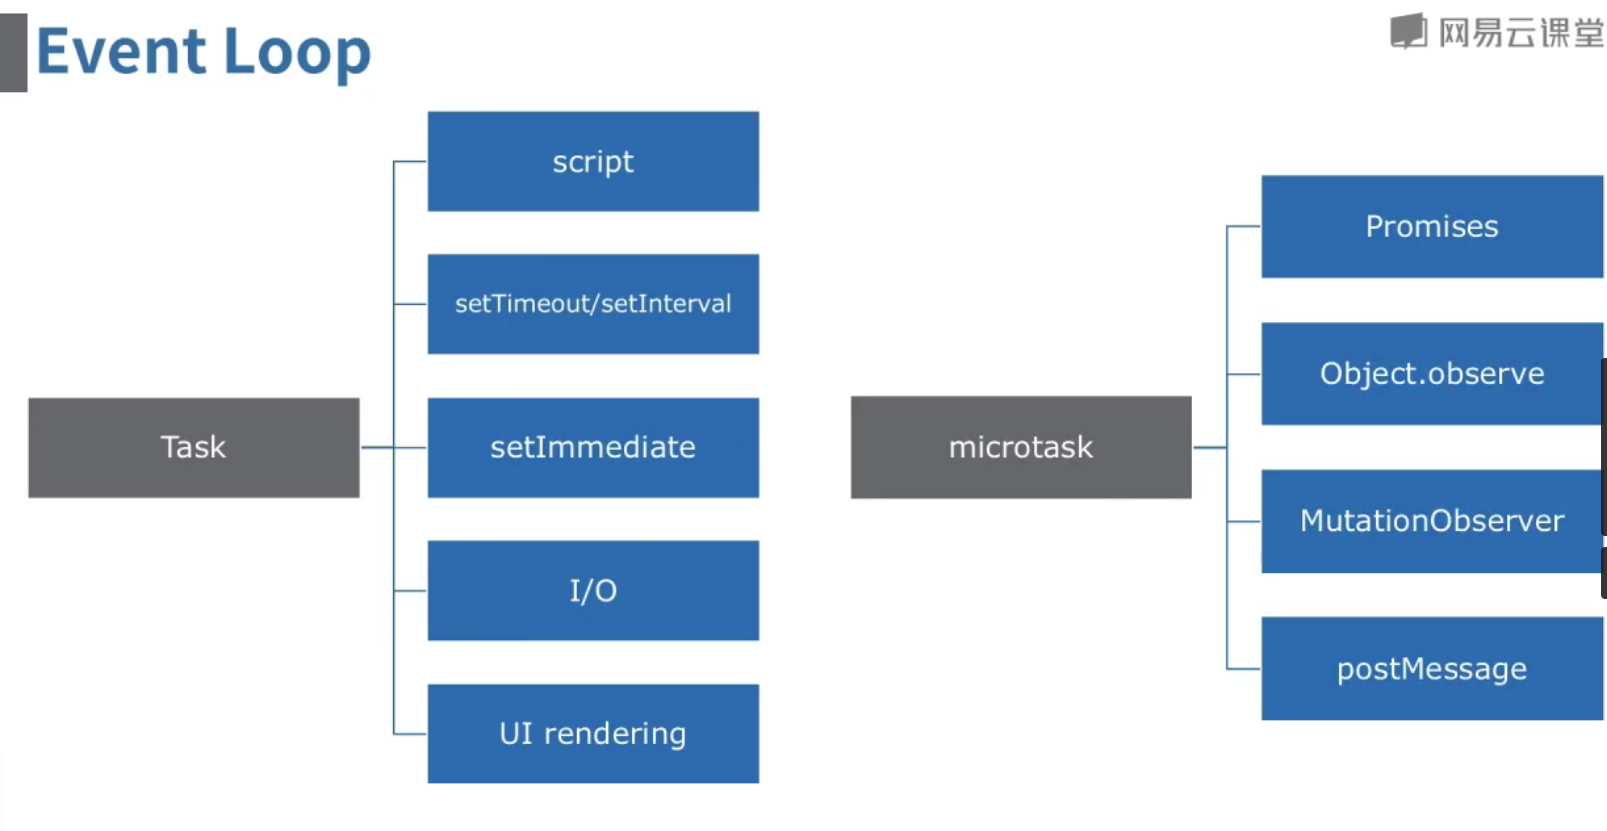 Event Loop
网易云课堂
script
setTimeout/setInterval
Task
setImmediate
I/O
UI rendering
Promises
Object.observe
microtask
MutationObserver
postMessage